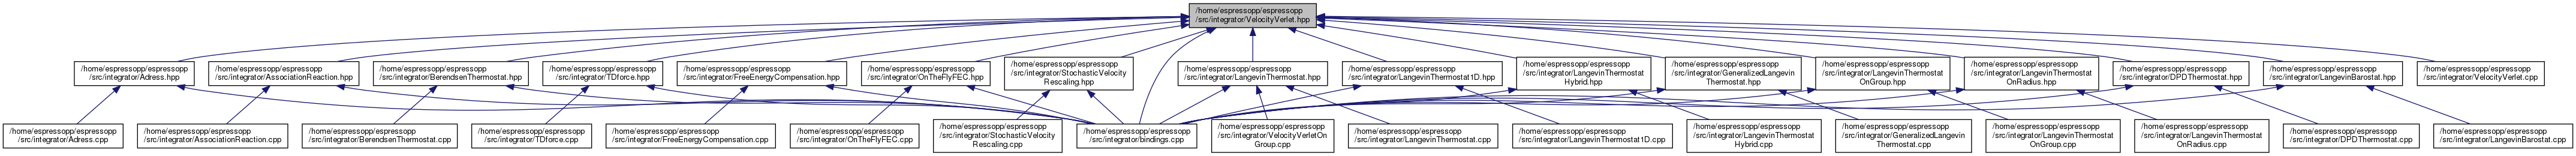 /home/espressopp/espressopp
/src/integrator/VelocityVerlet.hpp
/home/espressopp/espressopp
/src/integrator/Adress.hpp
/home/espressopp/espressopp
/src/integrator/AssociationReaction.hpp
/home/espressopp/espressopp
/src/integrator/BerendsenThermostat.hpp
/home/espressopp/espressopp
/src/integrator/TDforce.hpp
/home/espressopp/espressopp
/src/integrator/FreeEnergyCompensation.hpp
/home/espressopp/espressopp
/src/integrator/OnTheFlyFEC.hpp
/home/espressopp/espressopp
/src/integrator/StochasticVelocity
Rescaling.hpp
/home/espressopp/espressopp
/src/integrator/LangevinThermostat.hpp
/home/espressopp/espressopp
/src/integrator/LangevinThermostat1D.hpp
/home/espressopp/espressopp
/src/integrator/LangevinThermostat
Hybrid.hpp
/home/espressopp/espressopp
/src/integrator/GeneralizedLangevin
Thermostat.hpp
/home/espressopp/espressopp
/src/integrator/LangevinThermostat
OnGroup.hpp
/home/espressopp/espressopp
/src/integrator/LangevinThermostat
OnRadius.hpp
/home/espressopp/espressopp
/src/integrator/DPDThermostat.hpp
/home/espressopp/espressopp
/src/integrator/LangevinBarostat.hpp
/home/espressopp/espressopp
/src/integrator/VelocityVerlet.cpp
/home/espressopp/espressopp
/src/integrator/Adress.cpp
/home/espressopp/espressopp
/src/integrator/AssociationReaction.cpp
/home/espressopp/espressopp
/src/integrator/BerendsenThermostat.cpp
/home/espressopp/espressopp
/src/integrator/TDforce.cpp
/home/espressopp/espressopp
/src/integrator/FreeEnergyCompensation.cpp
/home/espressopp/espressopp
/src/integrator/OnTheFlyFEC.cpp
/home/espressopp/espressopp
/src/integrator/StochasticVelocity
Rescaling.cpp
/home/espressopp/espressopp
/src/integrator/bindings.cpp
/home/espressopp/espressopp
/src/integrator/VelocityVerletOn
Group.cpp
/home/espressopp/espressopp
/src/integrator/LangevinThermostat.cpp
/home/espressopp/espressopp
/src/integrator/LangevinThermostat1D.cpp
/home/espressopp/espressopp
/src/integrator/LangevinThermostat
Hybrid.cpp
/home/espressopp/espressopp
/src/integrator/GeneralizedLangevin
Thermostat.cpp
/home/espressopp/espressopp
/src/integrator/LangevinThermostat
OnGroup.cpp
/home/espressopp/espressopp
/src/integrator/LangevinThermostat
OnRadius.cpp
/home/espressopp/espressopp
/src/integrator/DPDThermostat.cpp
/home/espressopp/espressopp
/src/integrator/LangevinBarostat.cpp